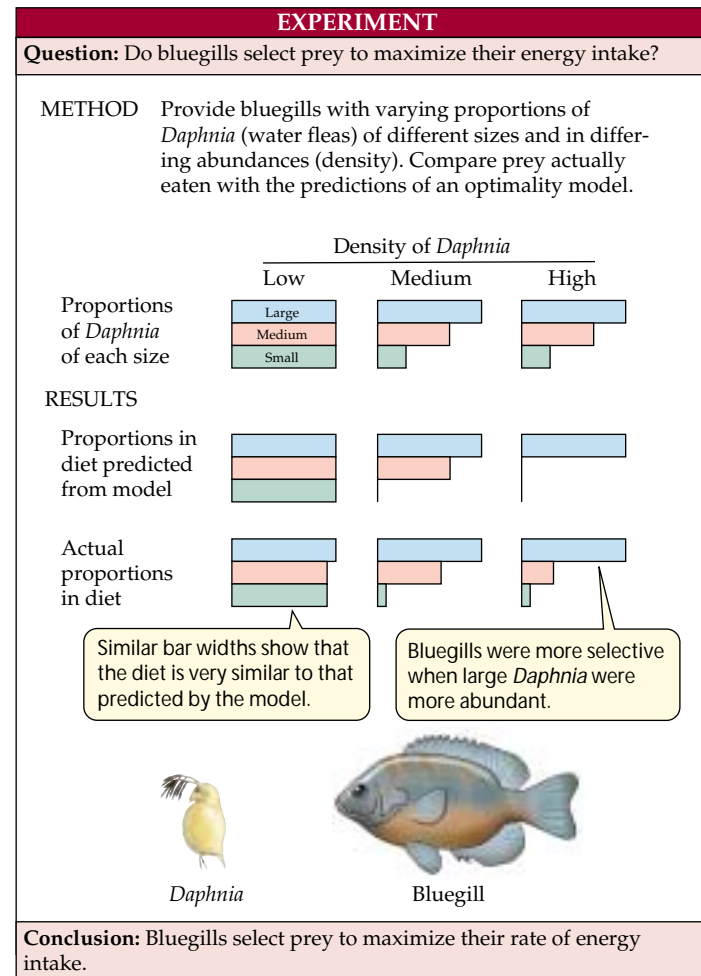 EXPERIMENT
Question: Do bluegills select prey to maximize their energy intake?
METHOD Provide bluegills with varying proportions of
Daphnia (water fleas) of different sizes and in differ-
ing abundances (density). Compare prey actually
eaten with the predictions of an optimality model.
Density of Daphnia
Low Medium High
Proportions
of Daphnia
of each size
Large
Medium
Small
RESULTS
Proportions in
diet predicted
from model
Actual
proportions
in diet
Similar bar widths show that
the diet is very similar to that
predicted by the model.
Bluegills were more selective
when large Daphnia were
more abundant.
Daphnia Bluegill
Conclusion: Bluegills select prey to maximize their rate of energy
intake.